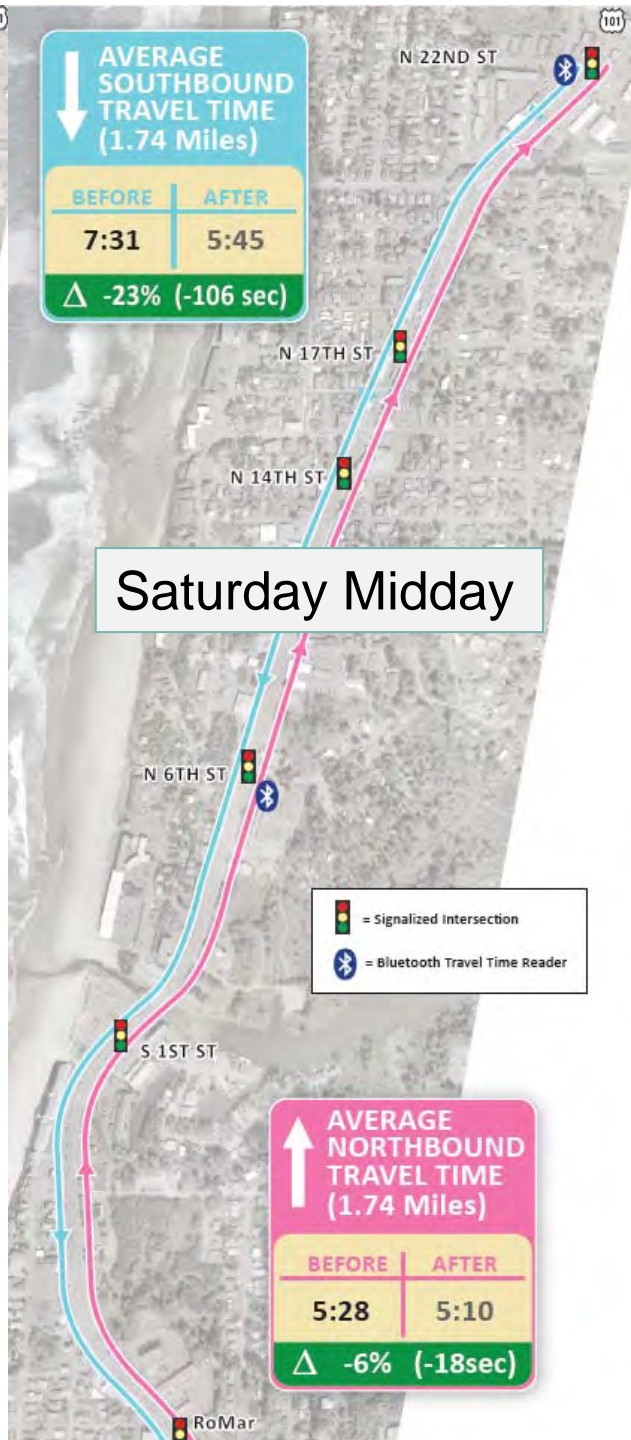 101
N 22ND ST
AVERAGE
SOUTHBOUND
TRAVEL TIME
(1.74 Miles)
BEFORE AFTER
7:31 5:45
Δ -23% (-106 sec)
N 17TH ST
N 14TH ST
Saturday Midday
N 6TH ST
= Signalized Intersection
= Bluetooth Travel Time Reader
S 1ST ST
AVERAGE
NORTHBOUND
TRAVEL TIME
(1.74 Miles)
BEFORE AFTER
5:28 5:10
Δ -6% (-18sec)
RoMar